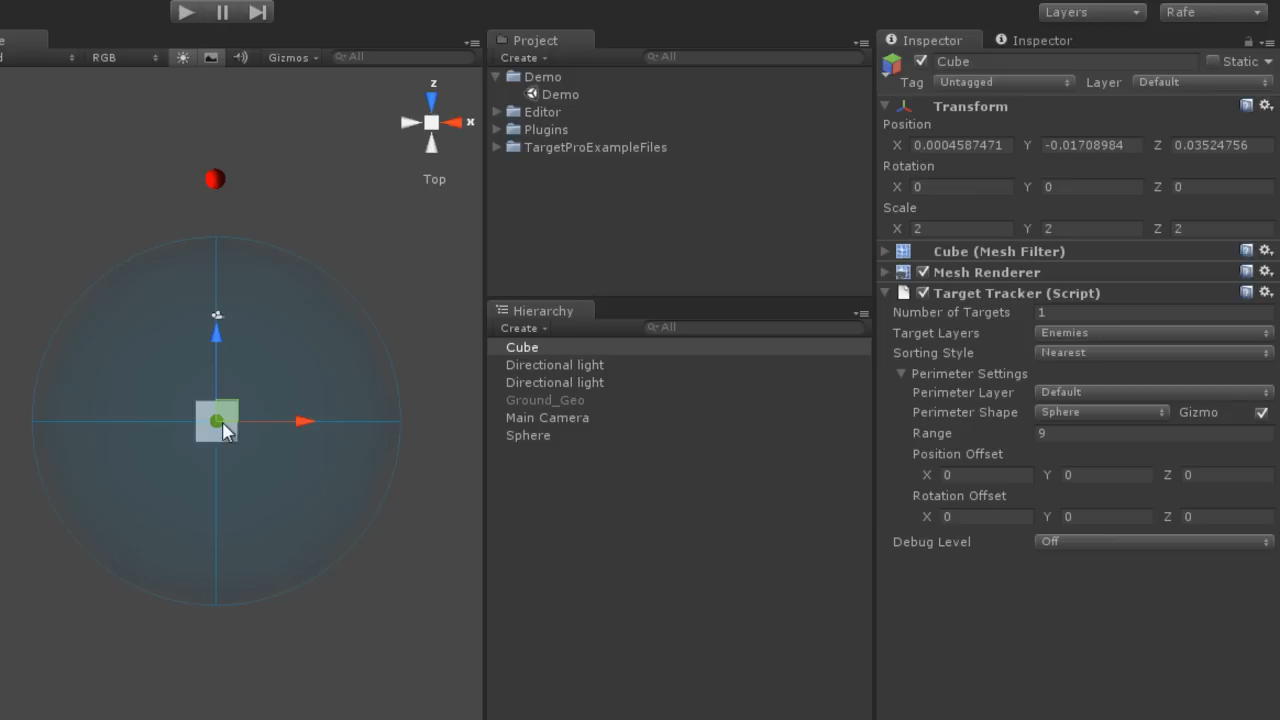 Layers
Rafe
e
d
RGB
Gizmos
All
z
x
Top
Project
Create
All
Demo
Demo
Editor
Plugins
TargetProExampleFiles
Hierarchy
Create
All
Cube
Directional light
Directional light
Ground_Geo
Main Camera
Sphere
Inspector
Inspector
Cube
Static
Tag Untagged Layer Default
Transform
Position
X 0.0004587471 Y -0.01708984 Z 0.03524756
Rotation
X 0 Y 0 Z 0
Scale
X 2 Y 2 Z 2
Cube (Mesh Filter)
Mesh Renderer
Target Tracker (Script)
Number of Targets 1
Target Layers Enemies
Sorting Style Nearest
Perimeter Settings
Perimeter Layer Default
Perimeter Shape Sphere Gizmo
Range 9
Position Offset
X 0 Y 0 Z 0
Rotation Offset
X 0 Y 0 Z 0
Debug Level Off